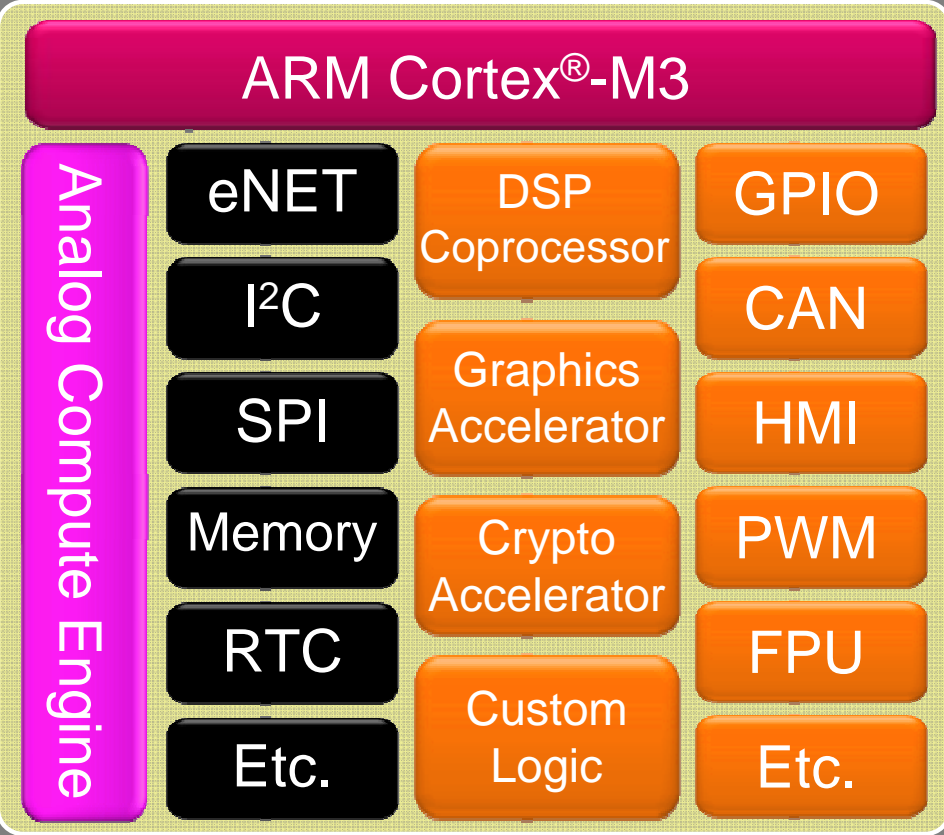 ARM Cortex®-M3
Analog Compute Engine
eNET
I²C
SPI
Memory
RTC
Etc.
DSP
Coprocessor
Graphics
Accelerator
Crypto
Accelerator
Custom
Logic
GPIO
CAN
HMI
PWM
FPU
Etc.